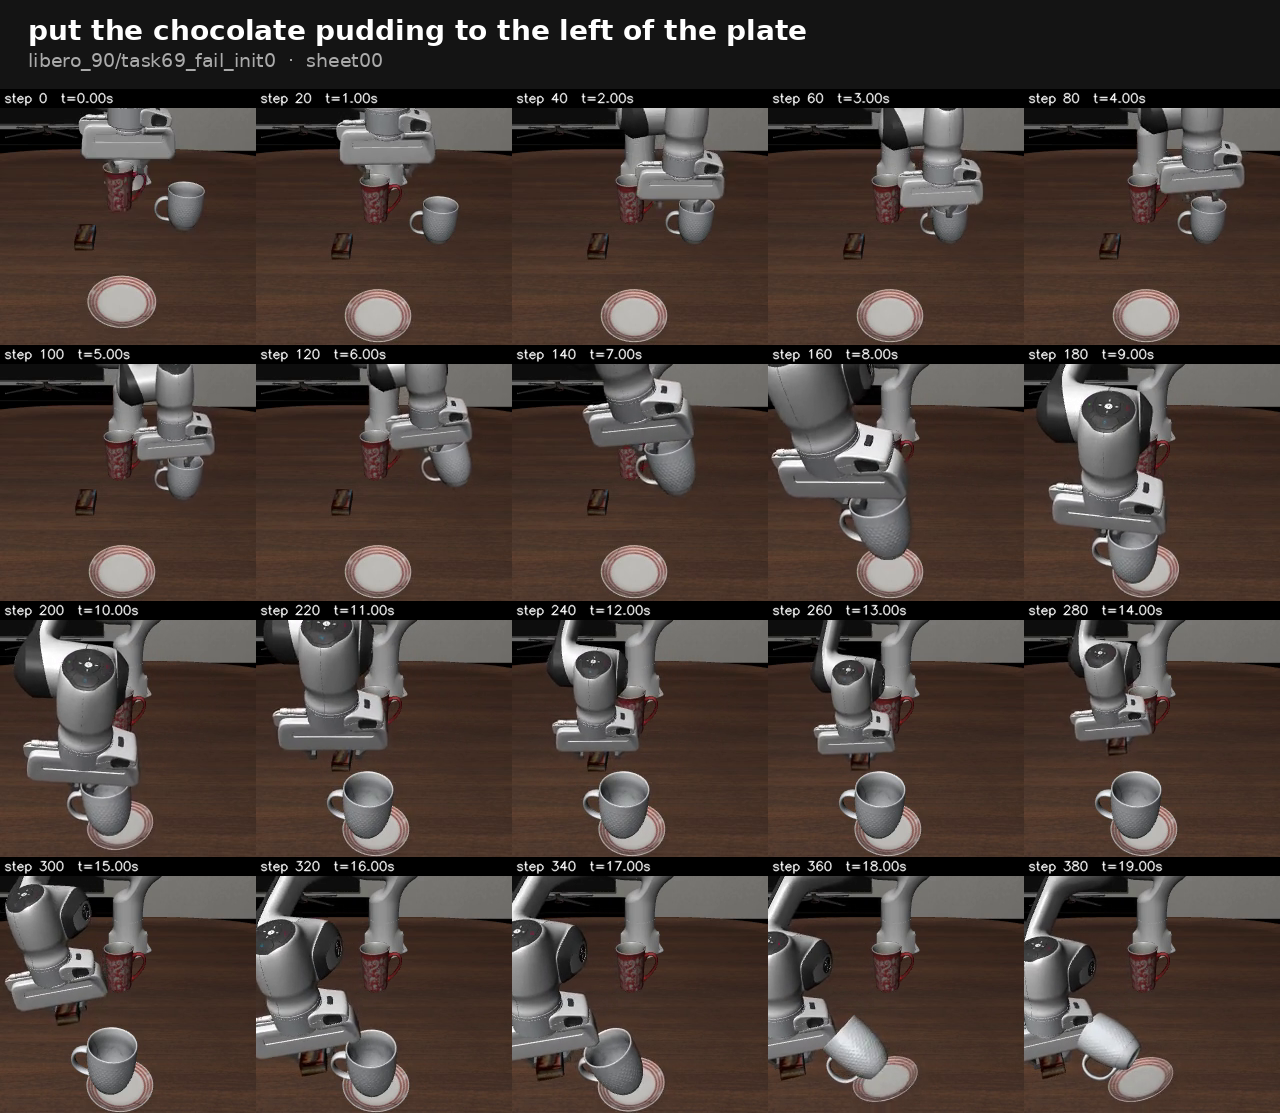 put the chocolate pudding to the left of the plate
libero_90/task69_fail_init0 · sheet00
step 0 t=0.00s
step 20 t=1.00s
step 40 t=2.00s
step 60 t=3.00s
step 80 t=4.00s
step 100 t=5.00s
step 120 t=6.00s
step 140 t=7.00s
step 160 t=8.00s
step 180 t=9.00s
step 200 t=10.00s
step 220 t=11.00s
step 240 t=12.00s
step 260 t=13.00s
step 280 t=14.00s
step 300 t=15.00s
step 320 t=16.00s
step 340 t=17.00s
step 360 t=18.00s
step 380 t=19.00s